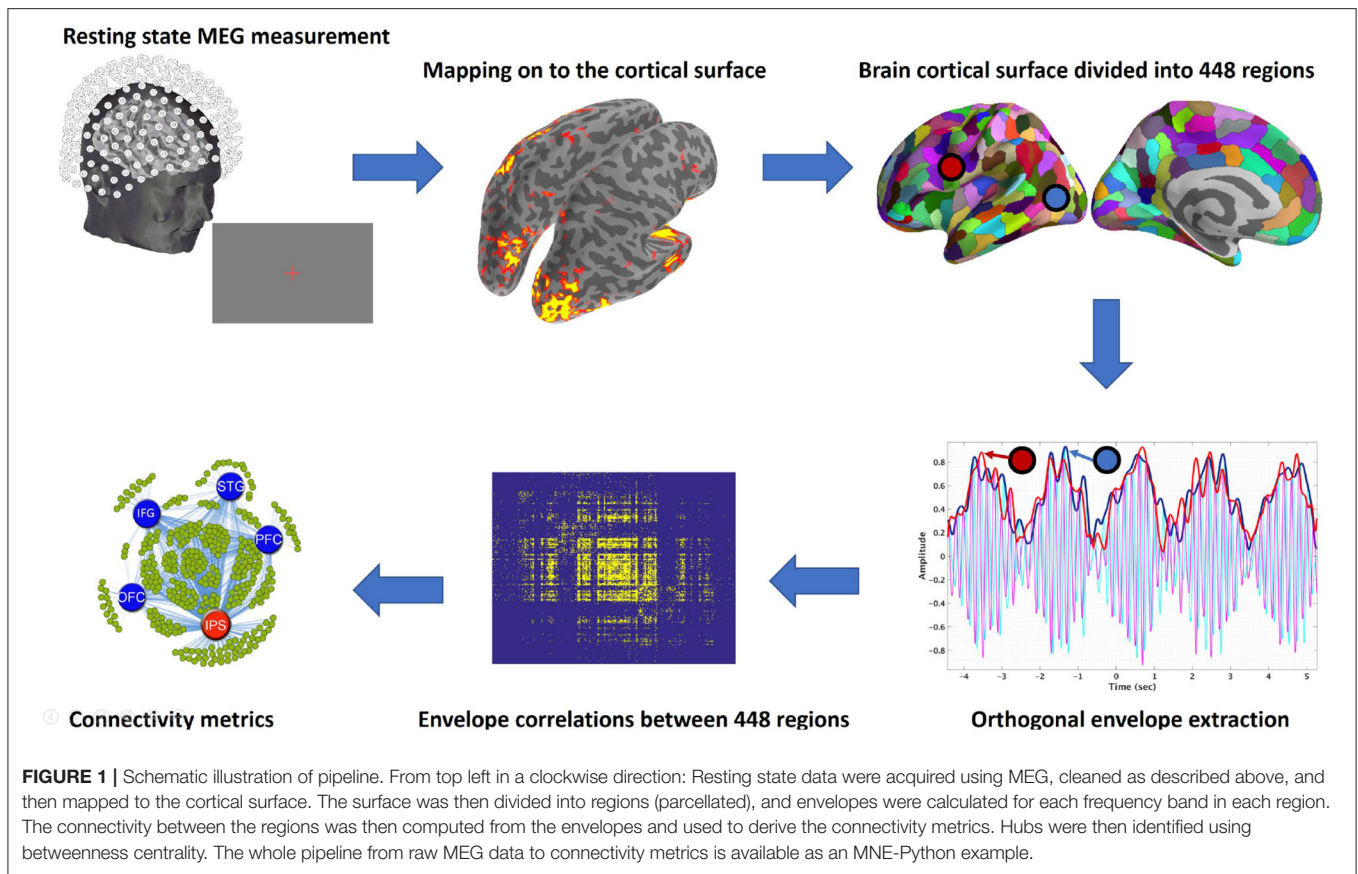 Resting state MEG measurement
Mapping on to the cortical surface
Brain cortical surface divided into 448 regions
STG
IFG
PFC
OFC
IPS
Connectivity metrics
Envelope correlations between 448 regions
Amplitude
0.8
0.6
0.4
0.2
0
-0.2
-0.4
-0.6
-0.8
-4 -3 -2 -1 0 1 2 3 4 5
Time (sec)
Orthogonal envelope extraction
FIGURE 1 | Schematic illustration of pipeline. From top left in a clockwise direction: Resting state data were acquired using MEG, cleaned as described above, and
then mapped to the cortical surface. The surface was then divided into regions (parcellated), and envelopes were calculated for each frequency band in each region.
The connectivity between the regions was then computed from the envelopes and used to derive the connectivity metrics. Hubs were then identified using
betweenness centrality. The whole pipeline from raw MEG data to connectivity metrics is available as an MNE-Python example.